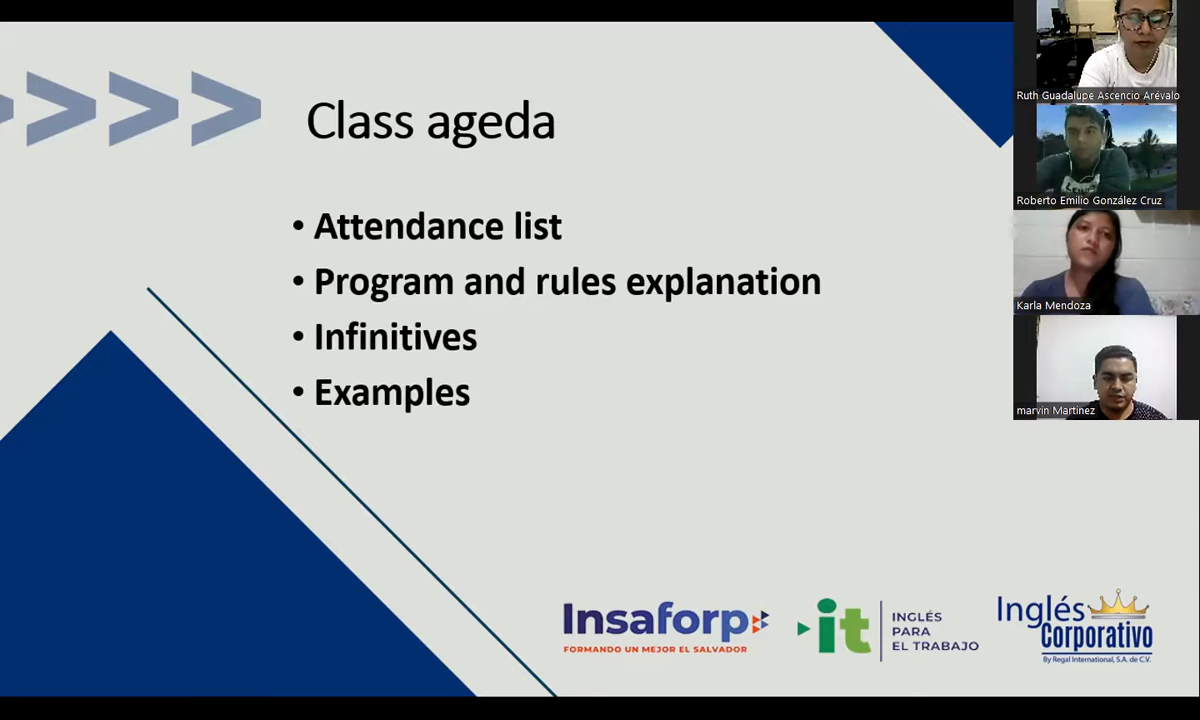 Class ageda
• Attendance list
• Program and rules explanation
• Infinitives
• Examples
Ruth Guadalupe Ascencio Arévalo
Roberto Emilio González Cruz
Karla Mendoza
marvin Martinez
Insaforp
FORMANDO UN MEJOR EL SALVADOR
it
INGLÉS
PARA
EL TRABAJO
Inglés
Corporativo
By Regal International, S.A. de C.V.